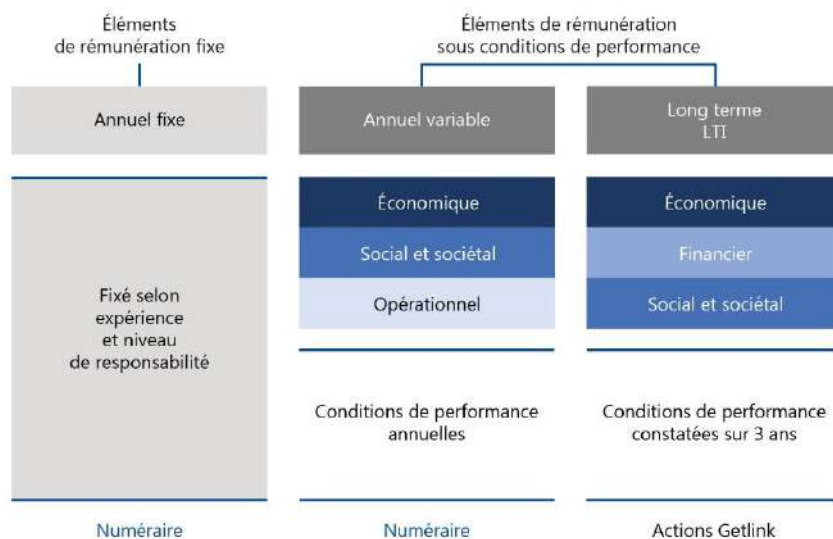 Éléments
de rémunération fixe
Éléments de rémunération
sous conditions de performance
Annuel fixe
Annuel variable
Long terme
LTI
Fixé selon
expérience
et niveau
de responsabilité
Économique
Social et sociétal
Opérationnel
Économique
Financier
Social et sociétal
Conditions de performance
annuelles
Conditions de performance
constatées sur 3 ans
Numéraire
Numéraire
Actions Getlink